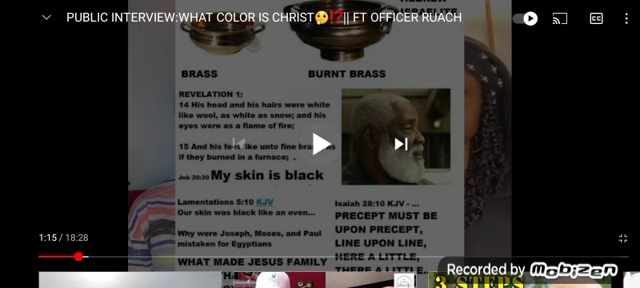 PUBLIC INTERVIEW:WHAT COLOR IS CHRIST🤔⁉️|| FT OFFICER RUACH
CC
ISRAELITE
BRASS
BURNT BRASS
REVELATION 1:
14 His head and his hairs were white
like wool, as white as snow; and his
eyes were as a flame of fire;
15 And his feet like unto fine brass, as
if they burned in a furnace; .
Job 30:30 My skin is black
Lamentations 5:10 KJV
Our skin was black like an oven...
Why were Joseph, Moses, and Paul
mistaken for Egyptians
WHAT MADE JESUS FAMILY
Isaiah 28:10 KJV - ...
PRECEPT MUST BE
UPON PRECEPT,
LINE UPON LINE,
HERE A LITTLE,
THERE A LITTLE.
1:15 / 18:28
3 STEPS
Recorded by Mobizen